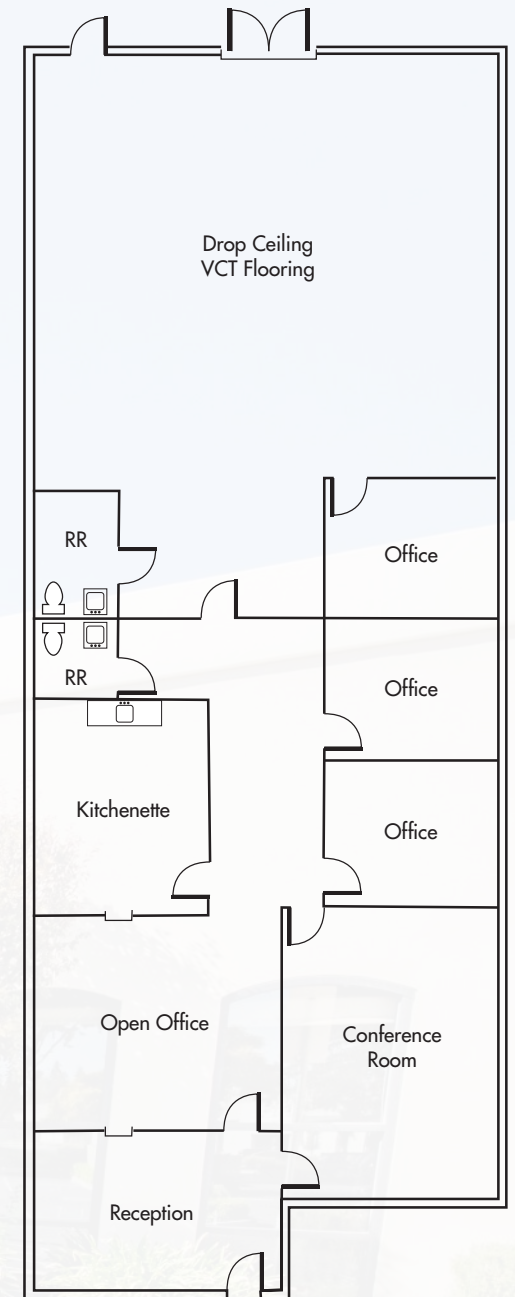 Drop Ceiling
VCT Flooring
RR
Office
RR
Office
Kitchenette
Office
Open Office
Conference
Room
Reception